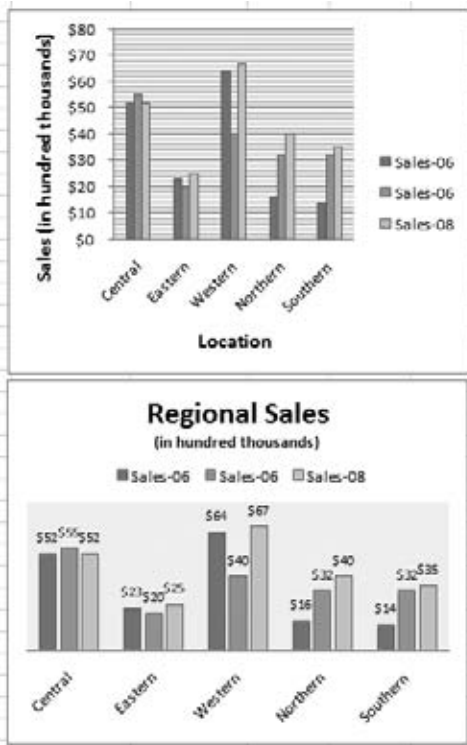 $80
$70
$60
$50
$40
$30
$20
$10
$0
Sales (in hundred thousands)
Central
Eastern
Western
Northern
Southern
Location
Sales-06
Sales-06
Sales-08
Regional Sales
(in hundred thousands)
Sales-06 Sales-06 Sales-08
$52 $55 $52
$23 $20 $25
$64 $40 $67
$16 $32 $40
$14 $32 $35
Central
Eastern
Western
Northern
Southern